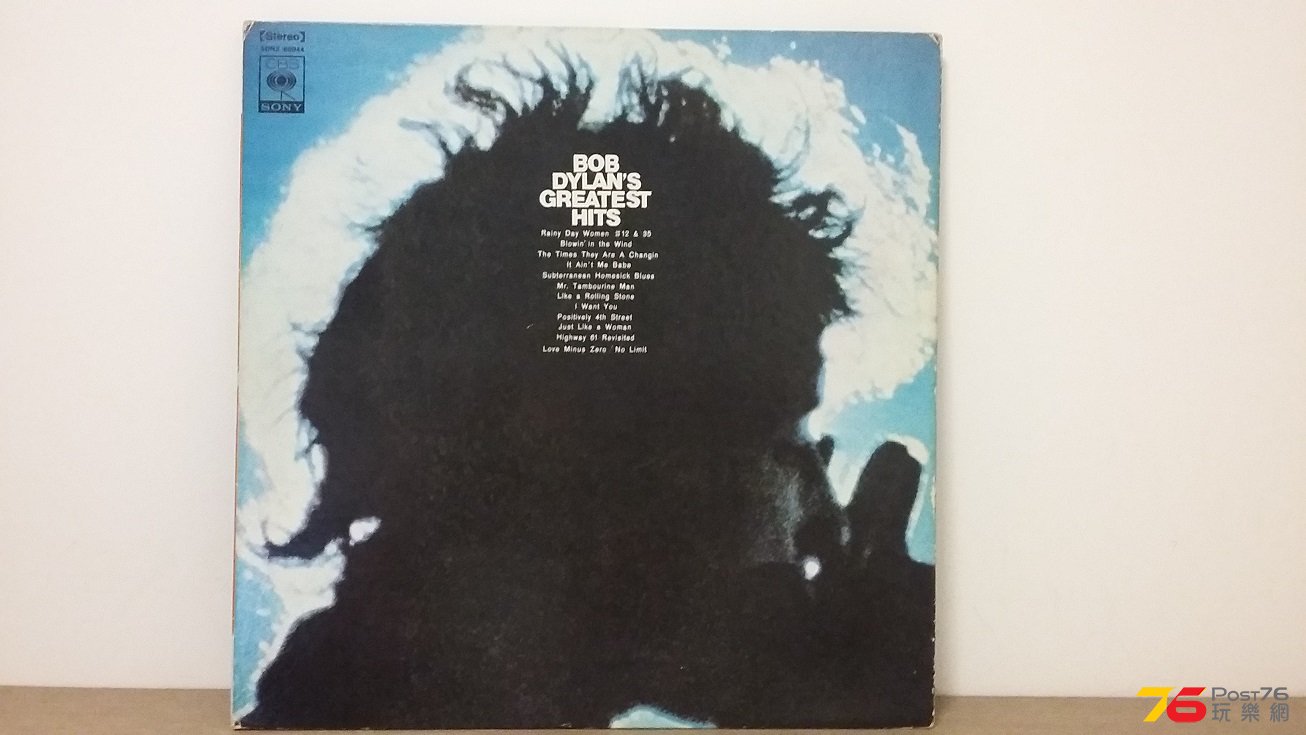 【Stereo】
CBS
SONY
BOB
DYLAN'S
GREATEST
HITS
Rainy Day Women #12 & 35
Blowin' in the Wind
The Times They Are A Changin
It Ain't Me Babe
Subterranean Homesick Blues
Mr. Tambourine Man
Like a Rolling Stone
I Want You
Positively 4th Street
Just Like a Woman
Highway 61 Revisited
Love Minus Zero / No Limit
76 POST76
玩樂網